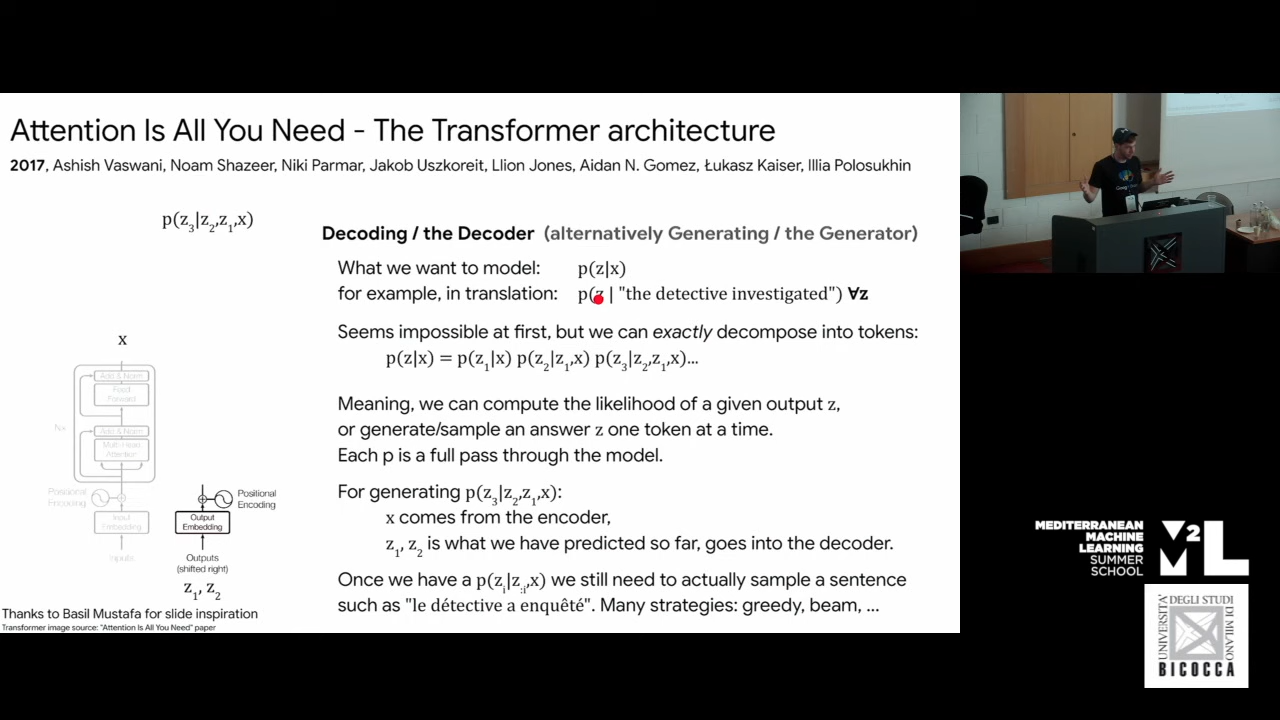 Attention Is All You Need - The Transformer architecture
2017, Ashish Vaswani, Noam Shazeer, Niki Parmar, Jakob Uszkoreit, Llion Jones, Aidan N. Gomez, Łukasz Kaiser, Illia Polosukhin
p(z₃|z₂,z₁,x)
x
Add & Norm
Feed
Forward
Nx
Add & Norm
Multi-Head
Attention
Positional
Encoding
Input
Embedding
Inputs
Positional
Encoding
Output
Embedding
Outputs
(shifted right)
z₁, z₂
Thanks to Basil Mustafa for slide inspiration
Transformer image source: "Attention Is All You Need" paper
Decoding / the Decoder (alternatively Generating / the Generator)
What we want to model: p(z|x)
for example, in translation: p(z | "the detective investigated") ∀z
Seems impossible at first, but we can exactly decompose into tokens:
p(z|x) = p(z₁|x) p(z₂|z₁,x) p(z₃|z₂,z₁,x)...
Meaning, we can compute the likelihood of a given output z,
or generate/sample an answer z one token at a time.
Each p is a full pass through the model.
For generating p(z₃|z₂,z₁,x):
x comes from the encoder,
z₁, z₂ is what we have predicted so far, goes into the decoder.
Once we have a p(zᵢ|z:ᵢ,x) we still need to actually sample a sentence
such as "le détective a enquêté". Many strategies: greedy, beam, ...
MEDITERRANEAN
MACHINE
LEARNING
SUMMER
SCHOOL
M2L
UNIVERSITÀ
DEGLI STUDI
DI MILANO
BICOCCA